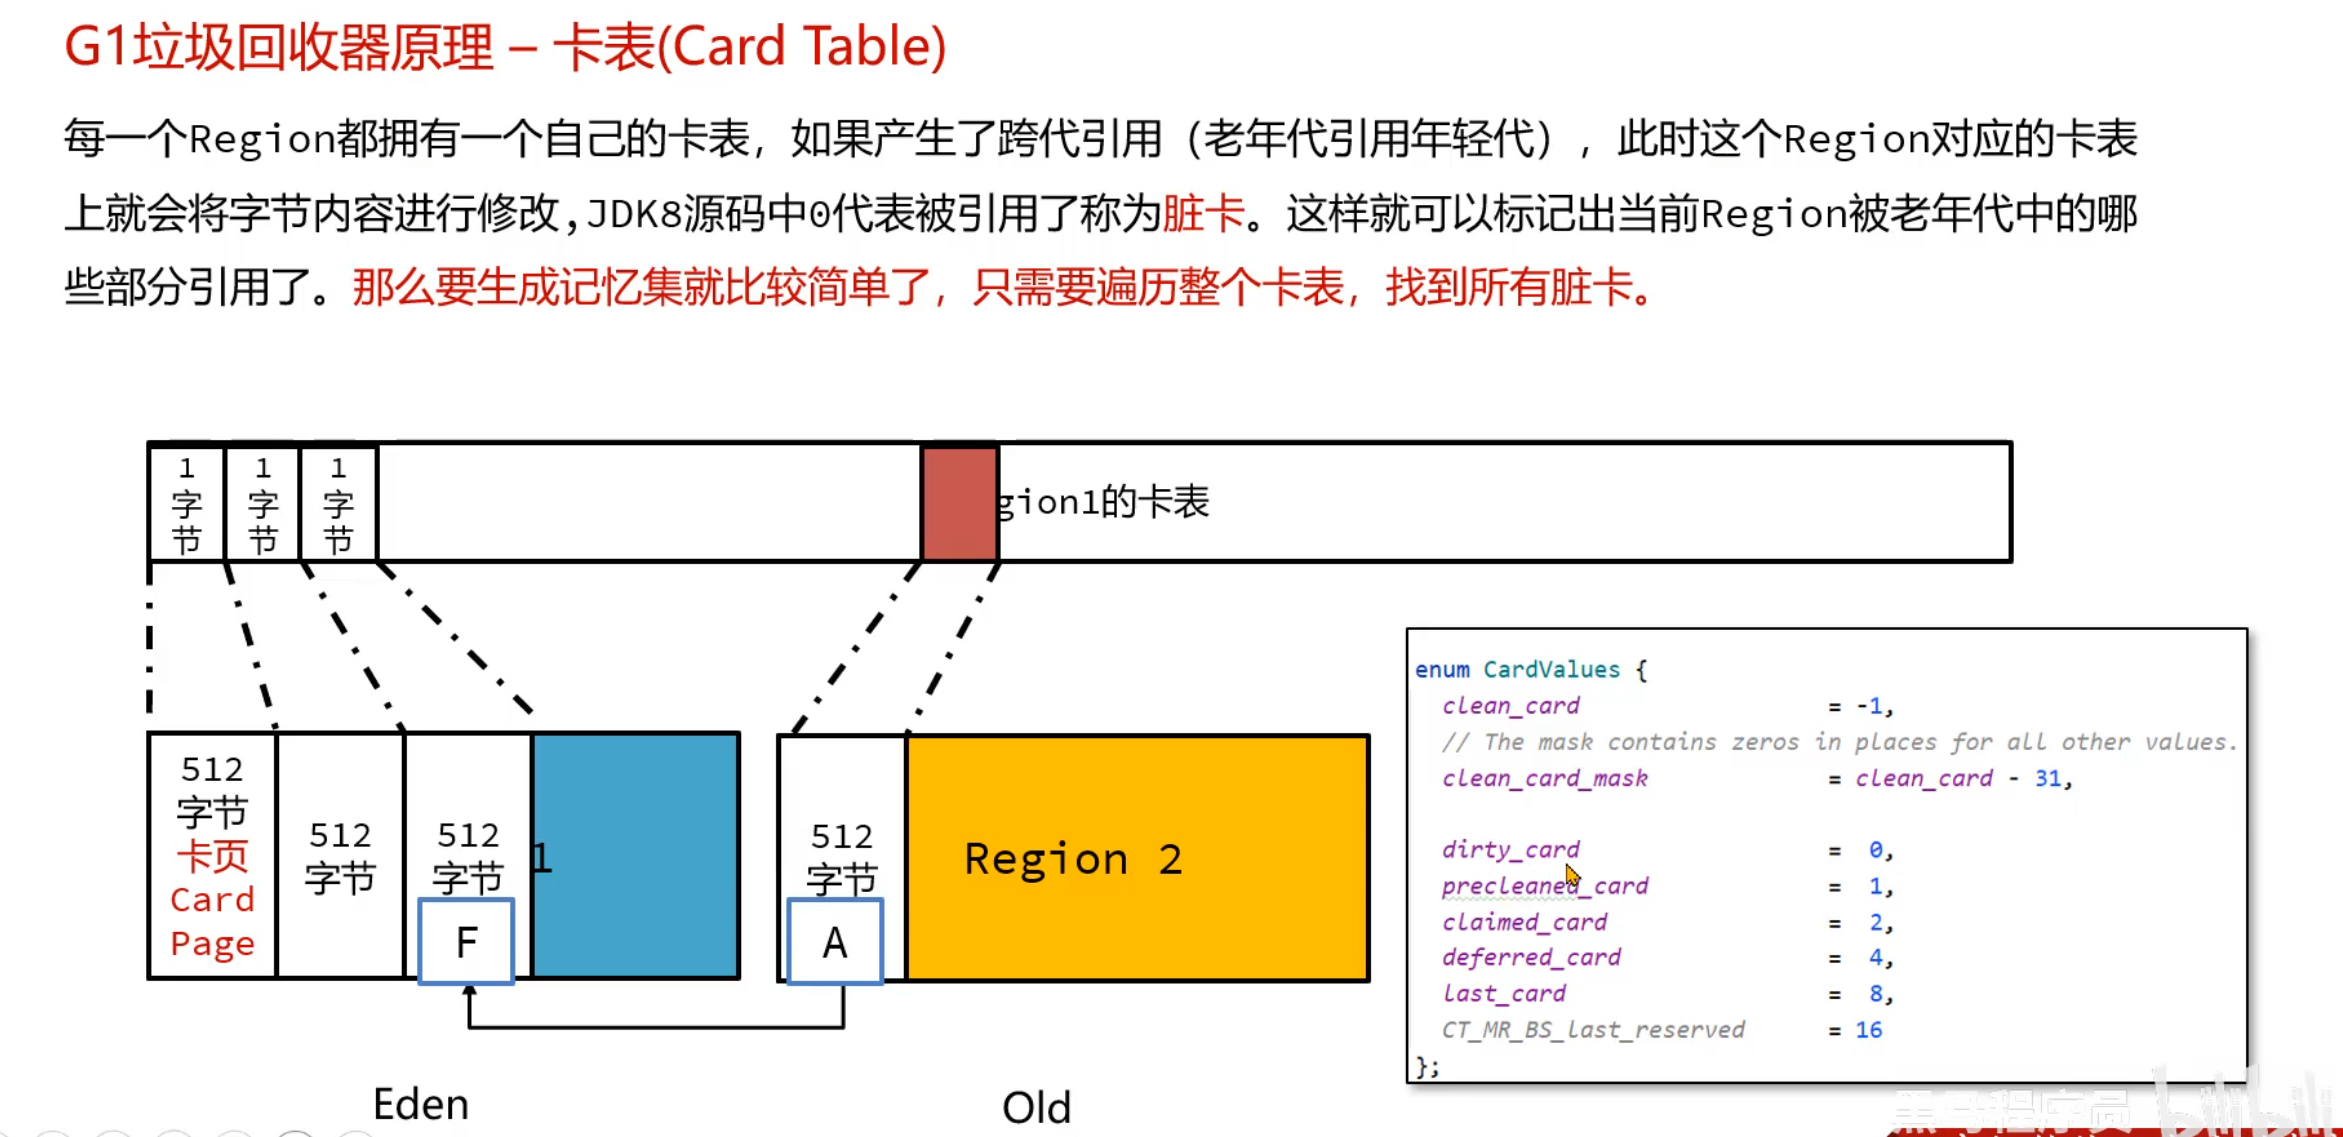 G1垃圾回收器原理 – 卡表(Card Table)
每一个Region都拥有一个自己的卡表，如果产生了跨代引用（老年代引用年轻代），此时这个Region对应的卡表
上就会将字节内容进行修改,JDK8源码中0代表被引用了称为脏卡。这样就可以标记出当前Region被老年代中的哪
些部分引用了。那么要生成记忆集就比较简单了，只需要遍历整个卡表，找到所有脏卡。
1
字
节
1
字
节
1
字
节
gion1的卡表
512
字节
卡页
Card
Page
512
字节
512
字节
F
1
512
字节
A
Region 2
Eden
Old
enum CardValues {
clean_card = -1,
// The mask contains zeros in places for all other values.
clean_card_mask = clean_card - 31,
dirty_card = 0,
precleaned_card = 1,
claimed_card = 2,
deferred_card = 4,
last_card = 8,
CT_MR_BS_last_reserved = 16
};
黑马程序员
bilibili